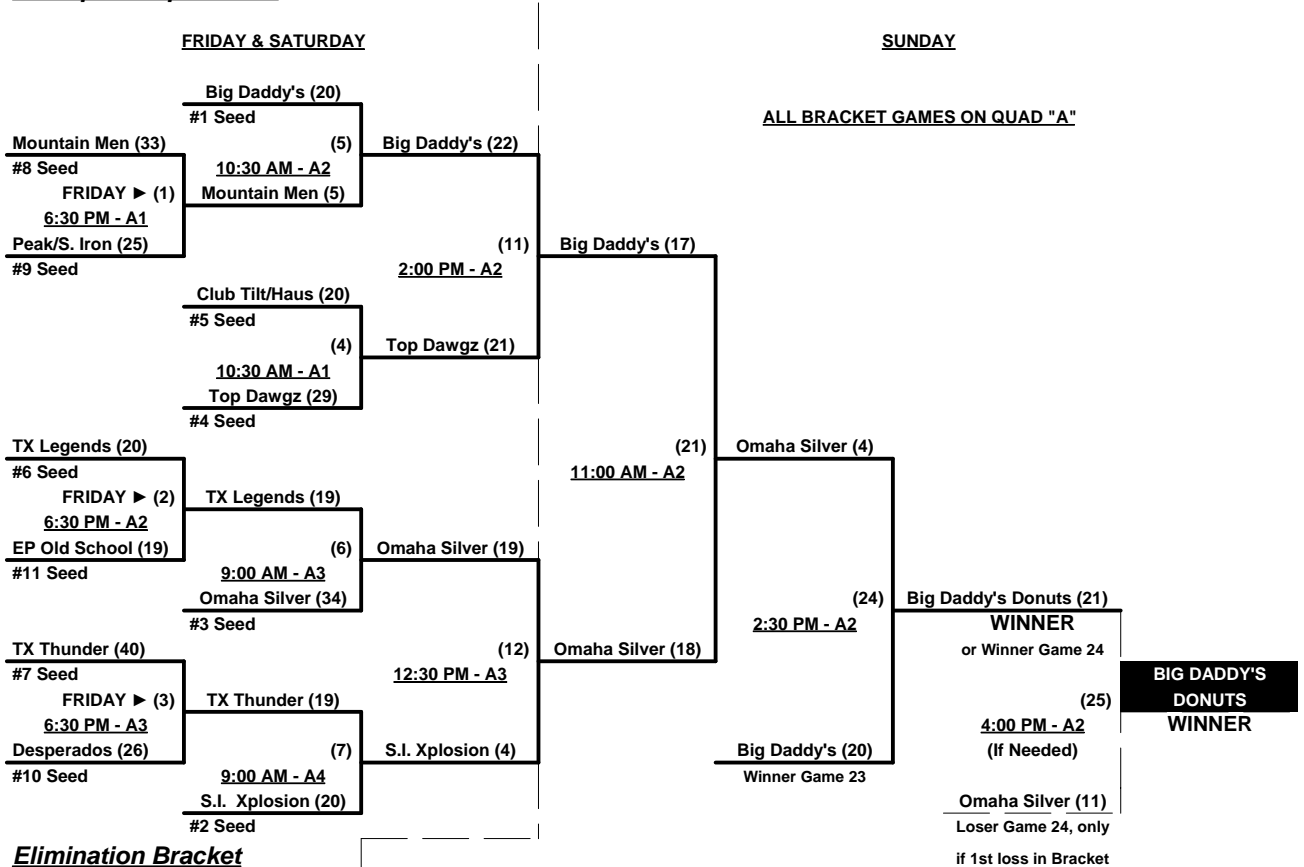 FRIDAY & SATURDAY
SUNDAY
ALL BRACKET GAMES ON QUAD "A"
Big Daddy's (20)
#1 Seed
Mountain Men (33)
(5)
Big Daddy's (22)
#8 Seed
10:30 AM - A2
FRIDAY ► (1)
Mountain Men (5)
6:30 PM - A1
Peak/S. Iron (25)
(11)
Big Daddy's (17)
#9 Seed
2:00 PM - A2
Club Tilt/Haus (20)
#5 Seed
(4)
Top Dawgz (21)
10:30 AM - A1
Top Dawgz (29)
#4 Seed
TX Legends (20)
(21)
Omaha Silver (4)
#6 Seed
11:00 AM - A2
FRIDAY ► (2)
TX Legends (19)
6:30 PM - A2
EP Old School (19)
(6)
Omaha Silver (19)
#11 Seed
9:00 AM - A3
Omaha Silver (34)
(24)
Big Daddy's Donuts (21)
#3 Seed
2:30 PM - A2
WINNER
or Winner Game 24
TX Thunder (40)
(12)
Omaha Silver (18)
#7 Seed
12:30 PM - A3
BIG DADDY'S
DONUTS
FRIDAY ► (3)
TX Thunder (19)
(25)
6:30 PM - A3
4:00 PM - A2
WINNER
Desperados (26)
(7)
S.I. Xplosion (4)
Big Daddy's (20)
(If Needed)
#10 Seed
9:00 AM - A4
Winner Game 23
S.I. Xplosion (20)
Omaha Silver (11)
#2 Seed
Loser Game 24, only
if 1st loss in Bracket
Elimination Bracket